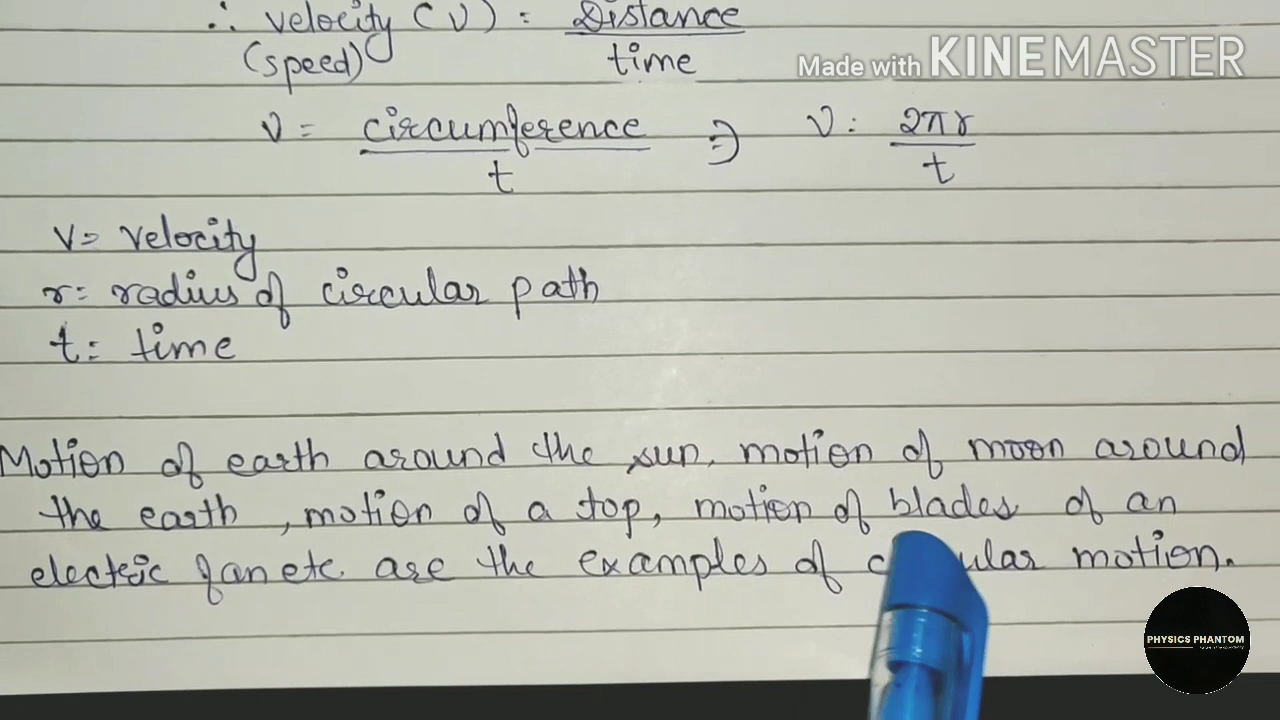 ∴ velocity (v) = Distance
(speed) time
Made with KINEMASTER
v = circumference ⇒ v: 2πr
t t
v= velocity
r= radius of circular path
t= time
Motion of earth around the sun, motion of moon around
the earth, motion of a top, motion of blades of an
electric fan etc. are the examples of c ular motion.
PHYSICS PHANTOM